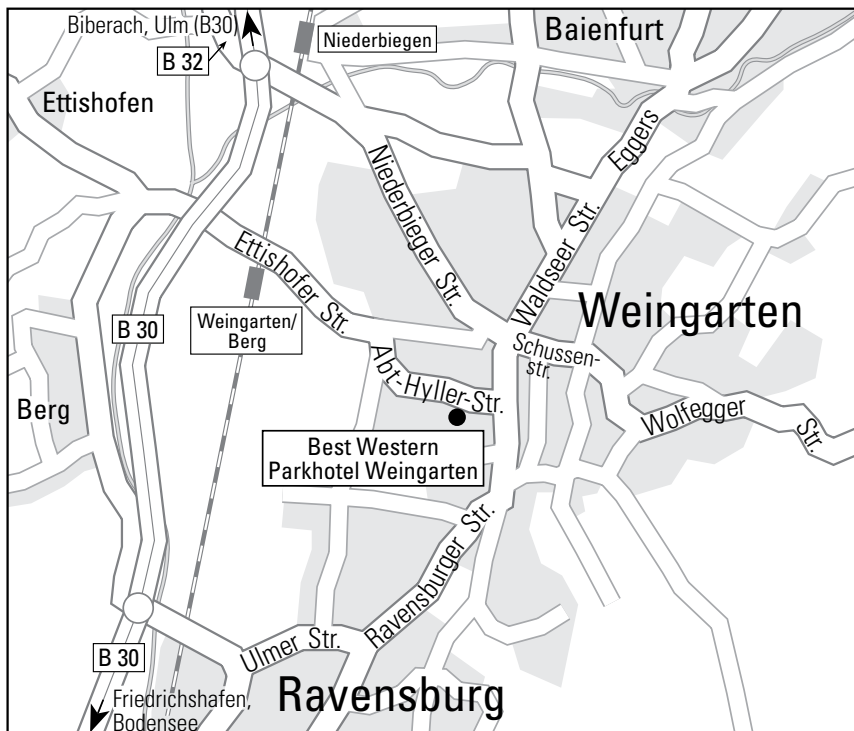 Biberach, Ulm (B30)
B 32
Niederbiegen
Baienfurt
Ettishofen
Eggers
Niederbieger Str.
Waldseer Str.
Ettishofer Str.
Weingarten
Weingarten/
Berg
B 30
Schussen-
str.
Abt-Hyller-Str.
Berg
Wolfegger Str.
Best Western
Parkhotel Weingarten
Ravensburger Str.
Ulmer Str.
B 30
Ravensburg
Friedrichshafen,
Bodensee